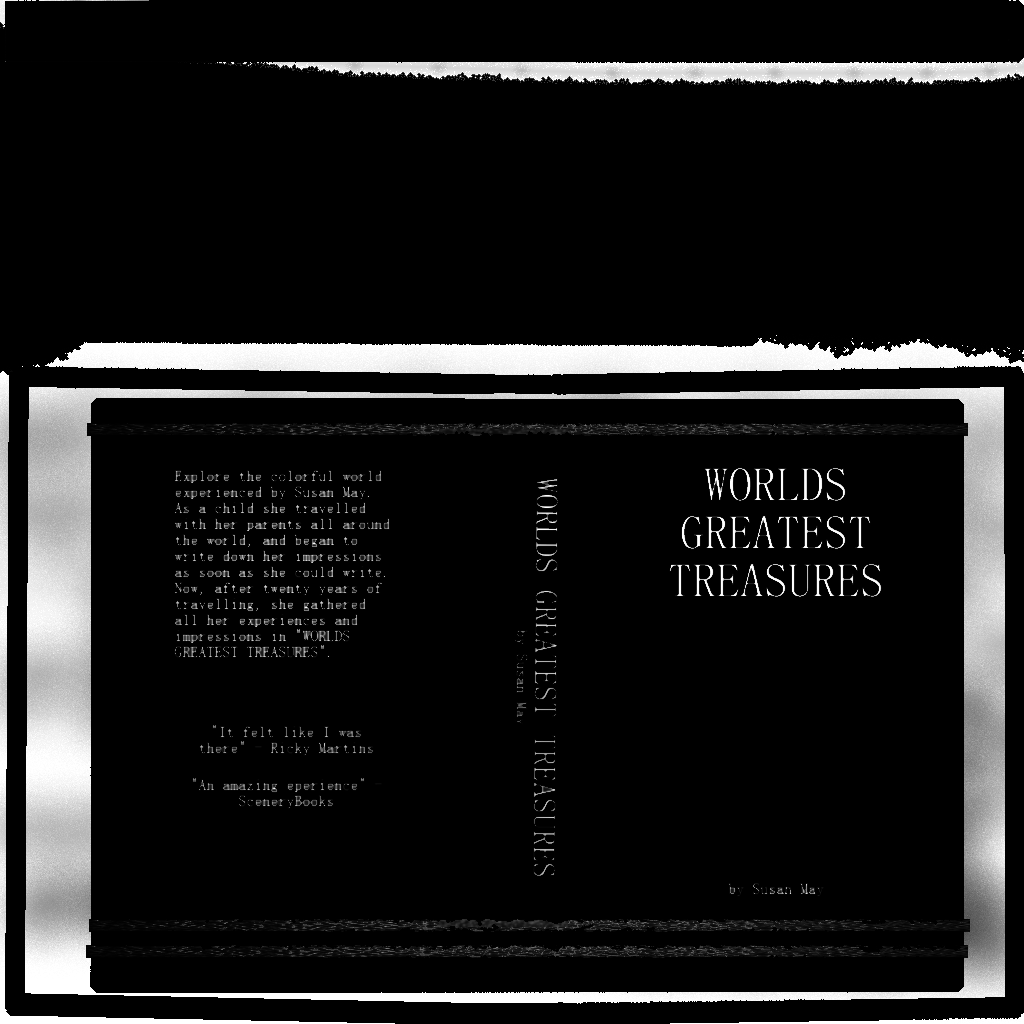 Explore the colorful world
experienced by Susan May.
As a child she travelled
with her parents all around
the world, and began to
write down her impressions
as soon as she could write.
Now, after twenty years of
travelling, she gathered
all her experiences and
impressions in "WORLDS
GREATEST TREASURES".
"It felt like I was
there" - Ricky Martins
"An amazing eperience" -
SceneryBooks
WORLDS GREATEST TREASURES
by Susan May
WORLDS
GREATEST
TREASURES
by Susan May